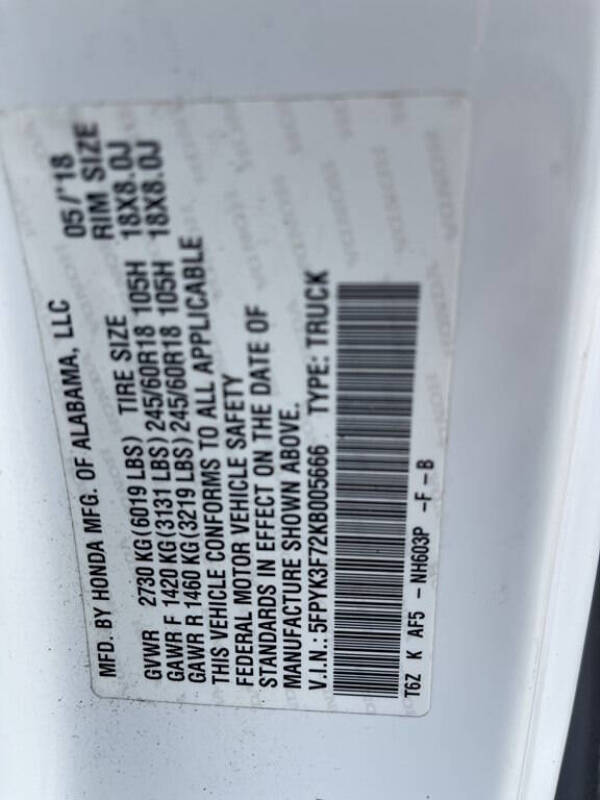 MFD. BY HONDA MFG. OF ALABAMA, LLC 05/'18
TIRE SIZE RIM SIZE
GVWR 2730 KG(6019 LBS)
GAWR F 1420 KG(3131 LBS) 245/60R18 105H 18X8.0J
GAWR R 1460 KG(3219 LBS) 245/60R18 105H 18X8.0J
THIS VEHICLE CONFORMS TO ALL APPLICABLE
FEDERAL MOTOR VEHICLE SAFETY
STANDARDS IN EFFECT ON THE DATE OF
MANUFACTURE SHOWN ABOVE.
V.I.N.: 5FPYK3F72KB005666 TYPE: TRUCK
T6Z K AF5 - NH603P -F - B